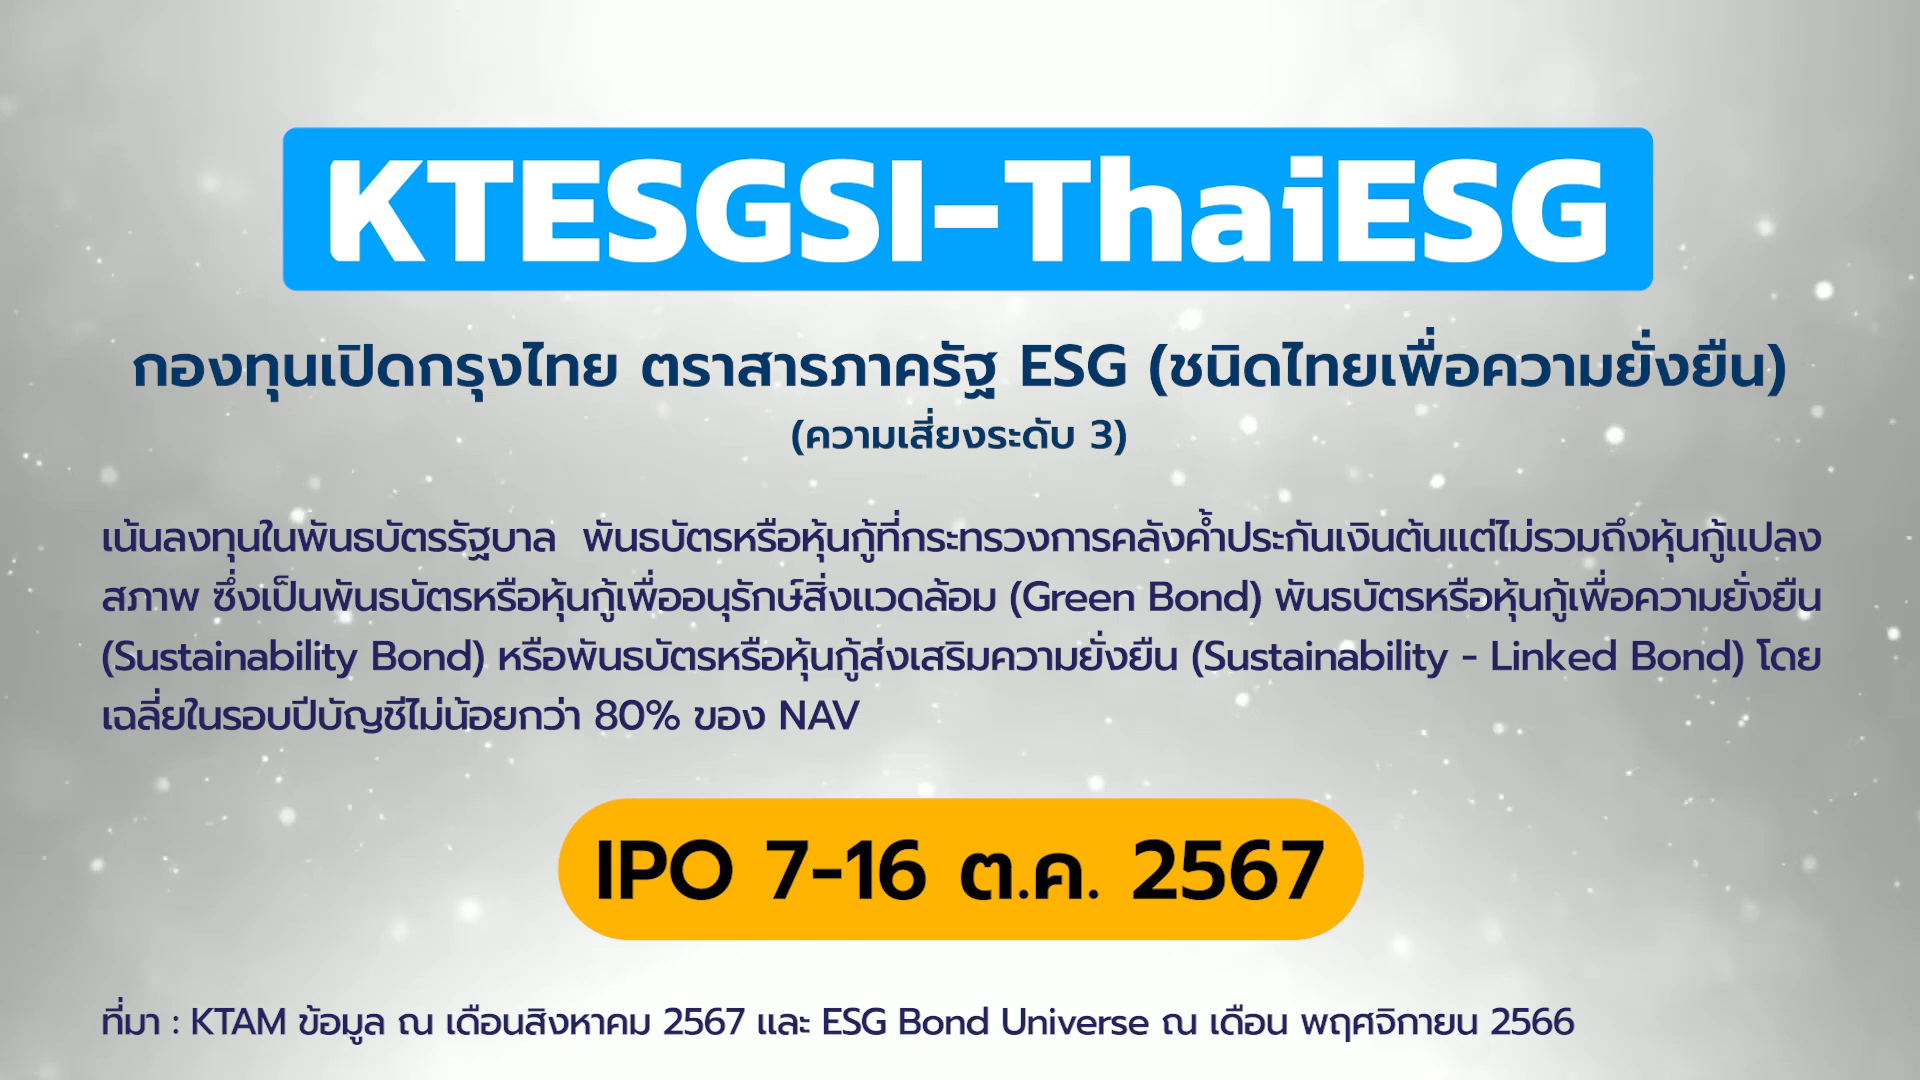 KTESGSI-ThaiESG
กองทุนเปิดกรุงไทย ตราสารภาครัฐ ESG (ชนิดไทยเพื่อความยั่งยืน)
(ความเสี่ยงระดับ 3)
เน้นลงทุนในพันธบัตรรัฐบาล พันธบัตรหรือหุ้นกู้ที่กระทรวงการคลังค้ำประกันเงินต้นแต่ไม่รวมถึงหุ้นกู้แปลง
สภาพ ซึ่งเป็นพันธบัตรหรือหุ้นกู้เพื่ออนุรักษ์สิ่งแวดล้อม (Green Bond) พันธบัตรหรือหุ้นกู้เพื่อความยั่งยืน
(Sustainability Bond) หรือพันธบัตรหรือหุ้นกู้ส่งเสริมความยั่งยืน (Sustainability - Linked Bond) โดย
เฉลี่ยในรอบปีบัญชีไม่น้อยกว่า 80% ของ NAV
IPO 7-16 ต.ค. 2567
ที่มา : KTAM ข้อมูล ณ เดือนสิงหาคม 2567 และ ESG Bond Universe ณ เดือน พฤศจิกายน 2566